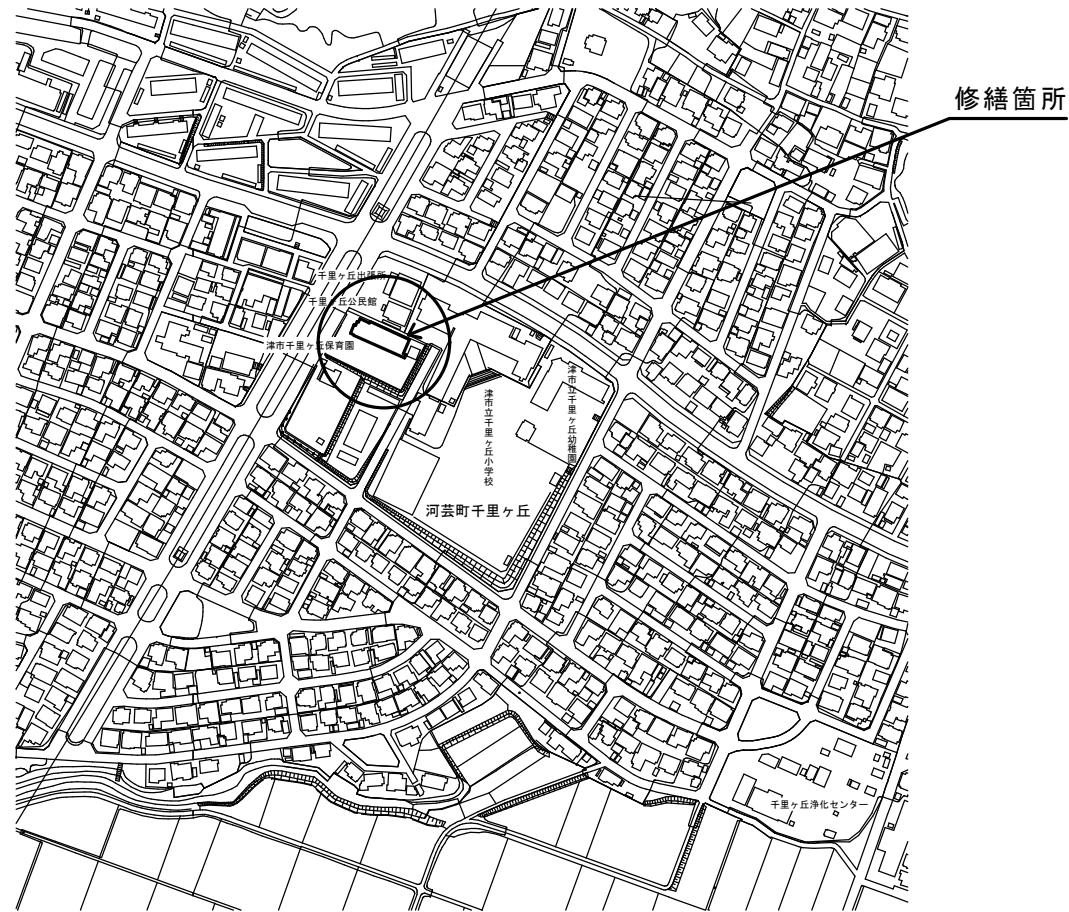 修繕箇所
千里ヶ丘出張所
千里ヶ丘公民館
津市千里ヶ丘保育園
津市立千里ヶ丘幼稚園
津市立千里ヶ丘小学校
河芸町千里ヶ丘
千里ヶ丘浄化センター